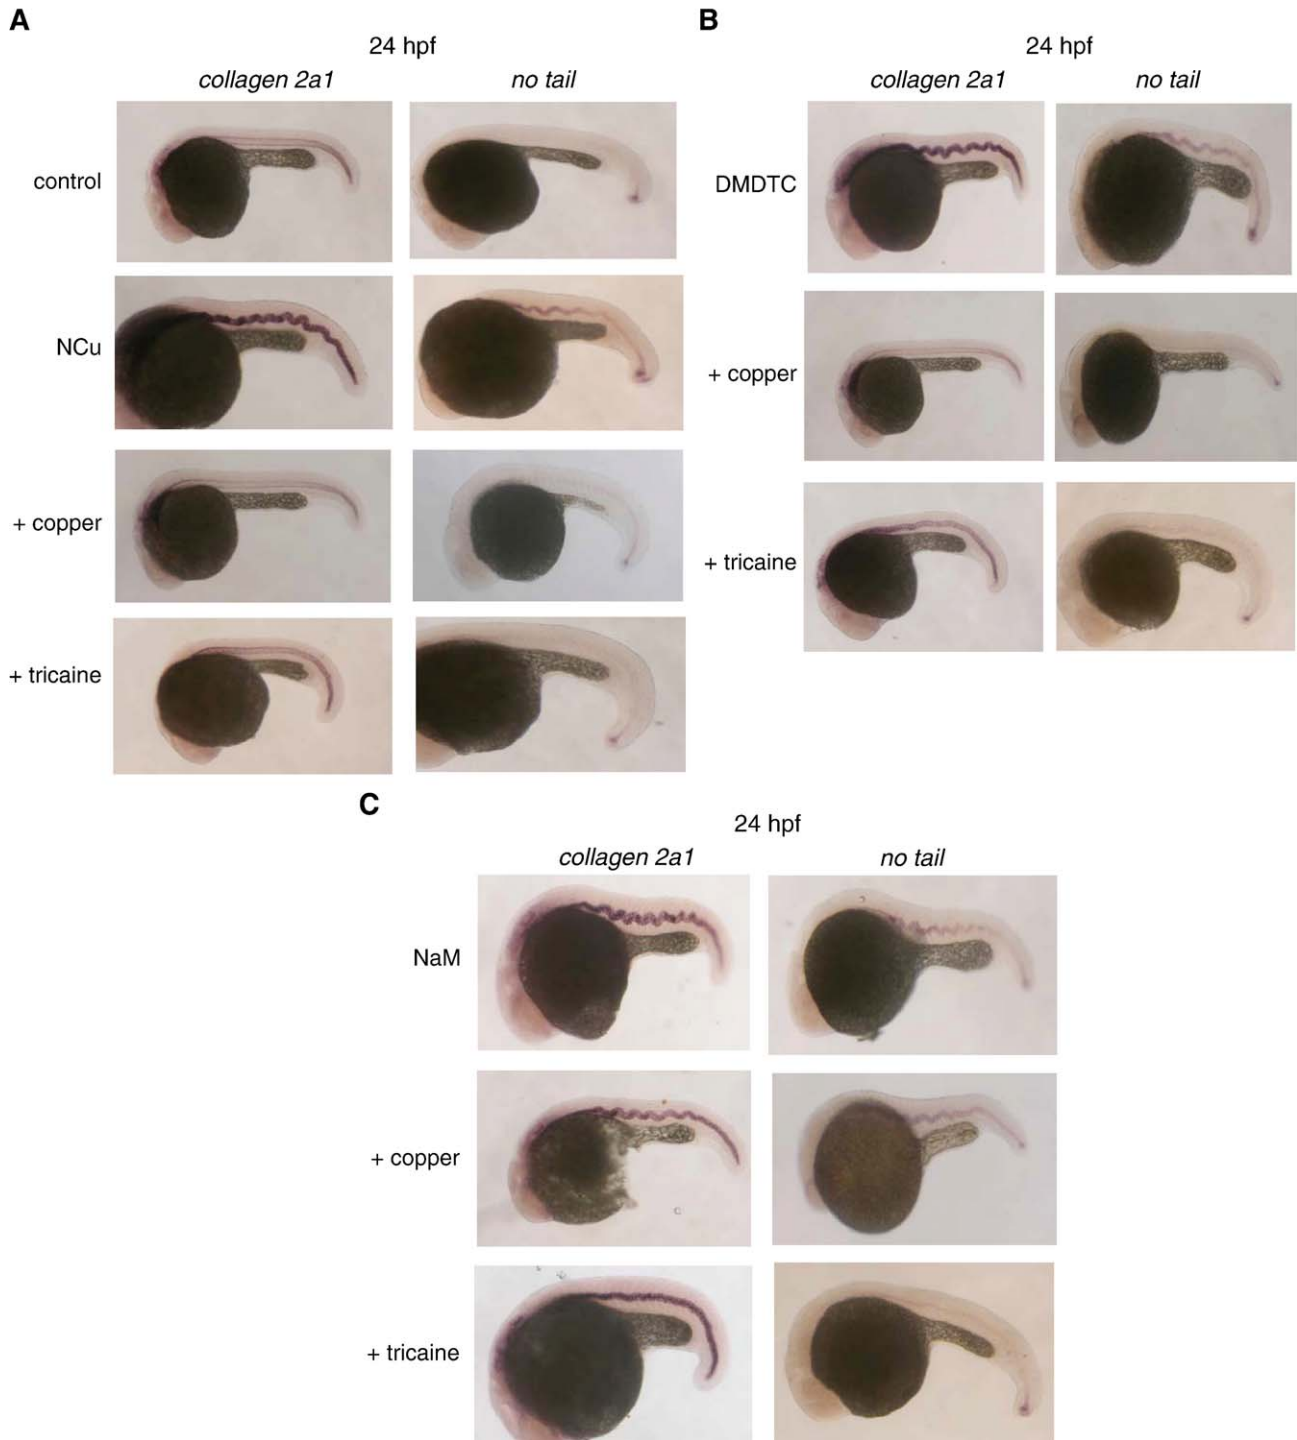 A
24 hpf
collagen 2a1 no tail
control
NCu
+ copper
+ tricaine
B
24 hpf
collagen 2a1 no tail
DMDTC
+ copper
+ tricaine
C
24 hpf
collagen 2a1 no tail
NaM
+ copper
+ tricaine